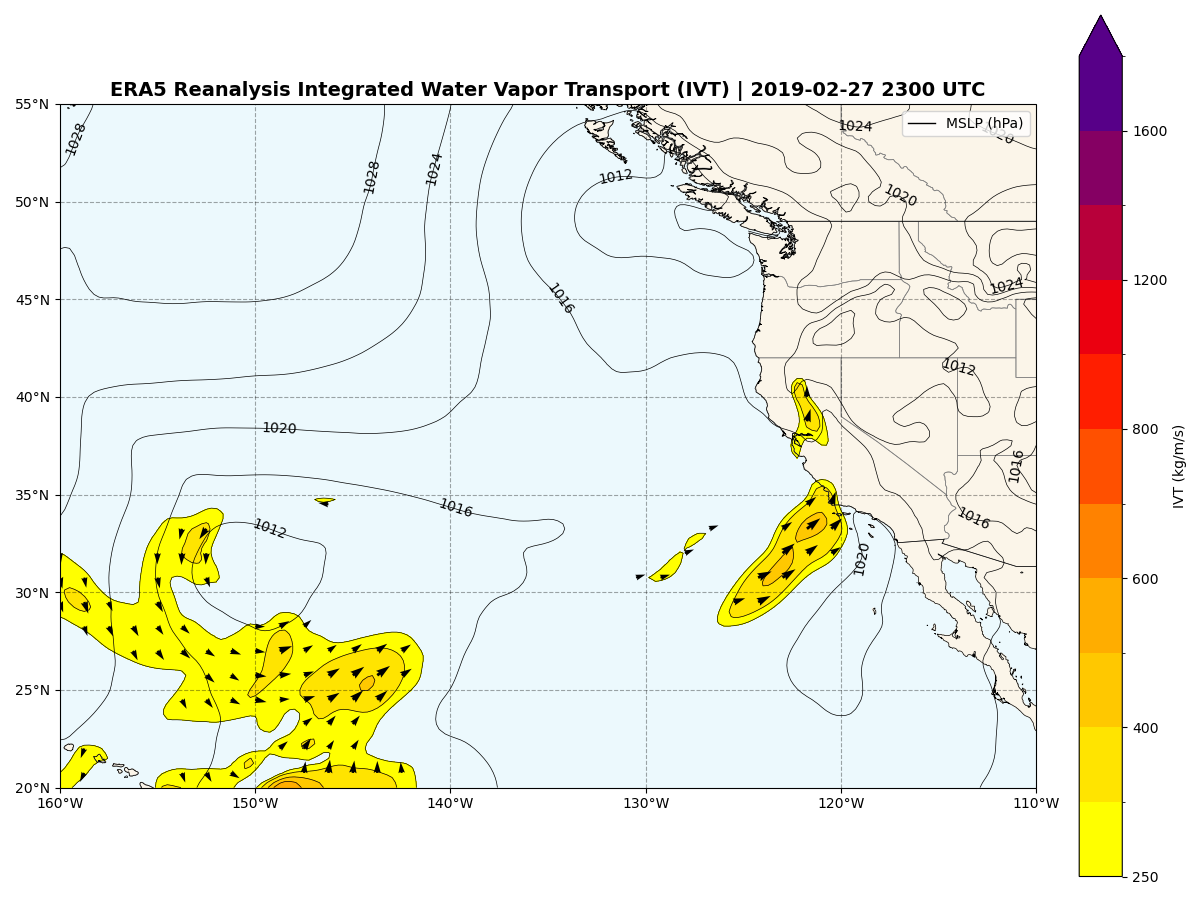 ERA5 Reanalysis Integrated Water Vapor Transport (IVT) | 2019-02-27 2300 UTC
MSLP (hPa)
55°N
50°N
45°N
40°N
35°N
30°N
25°N
20°N
160°W
150°W
140°W
130°W
120°W
110°W
1028
1028
1024
1012
1016
1020
1016
1012
1024
1020
1020
1024
1012
1016
1016
1020
1600
1200
800
600
400
250
IVT (kg/m/s)